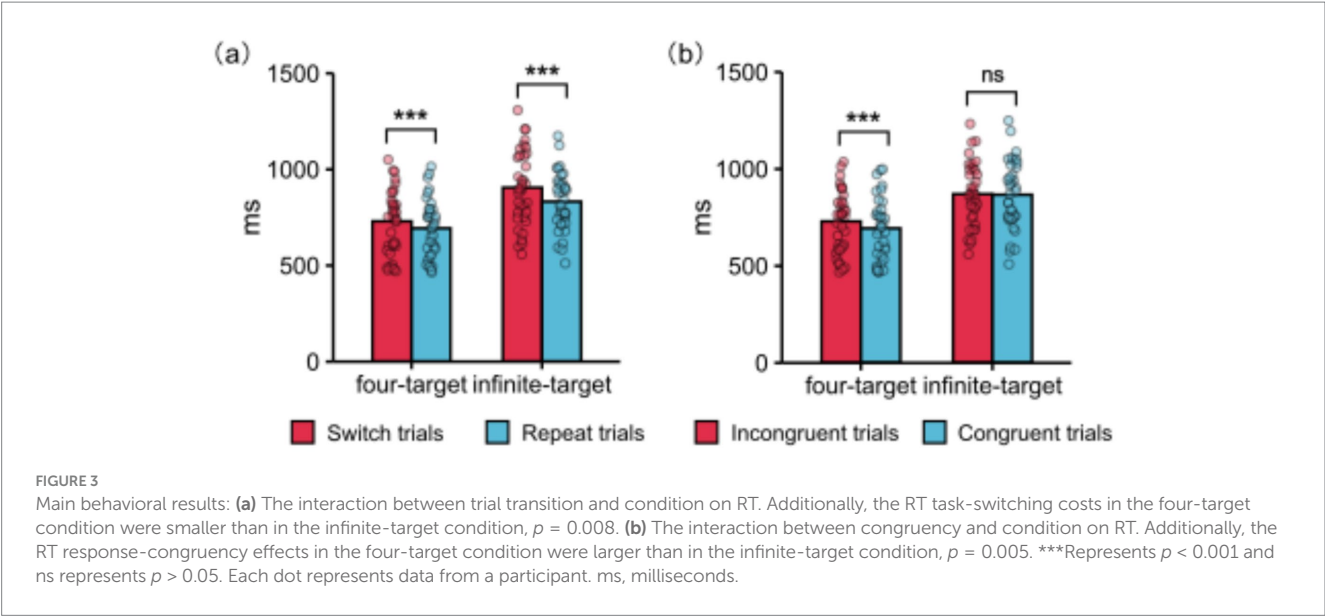 (a)
1500
1000
500
0
ms
***
***
four-target infinite-target
Switch trials Repeat trials
(b)
1500
1000
500
0
ms
***
ns
four-target infinite-target
Incongruent trials Congruent trials
FIGURE 3
Main behavioral results: (a) The interaction between trial transition and condition on RT. Additionally, the RT task-switching costs in the four-target
condition were smaller than in the infinite-target condition, p = 0.008. (b) The interaction between congruency and condition on RT. Additionally, the
RT response-congruency effects in the four-target condition were larger than in the infinite-target condition, p = 0.005. ***Represents p < 0.001 and
ns represents p > 0.05. Each dot represents data from a participant. ms, milliseconds.